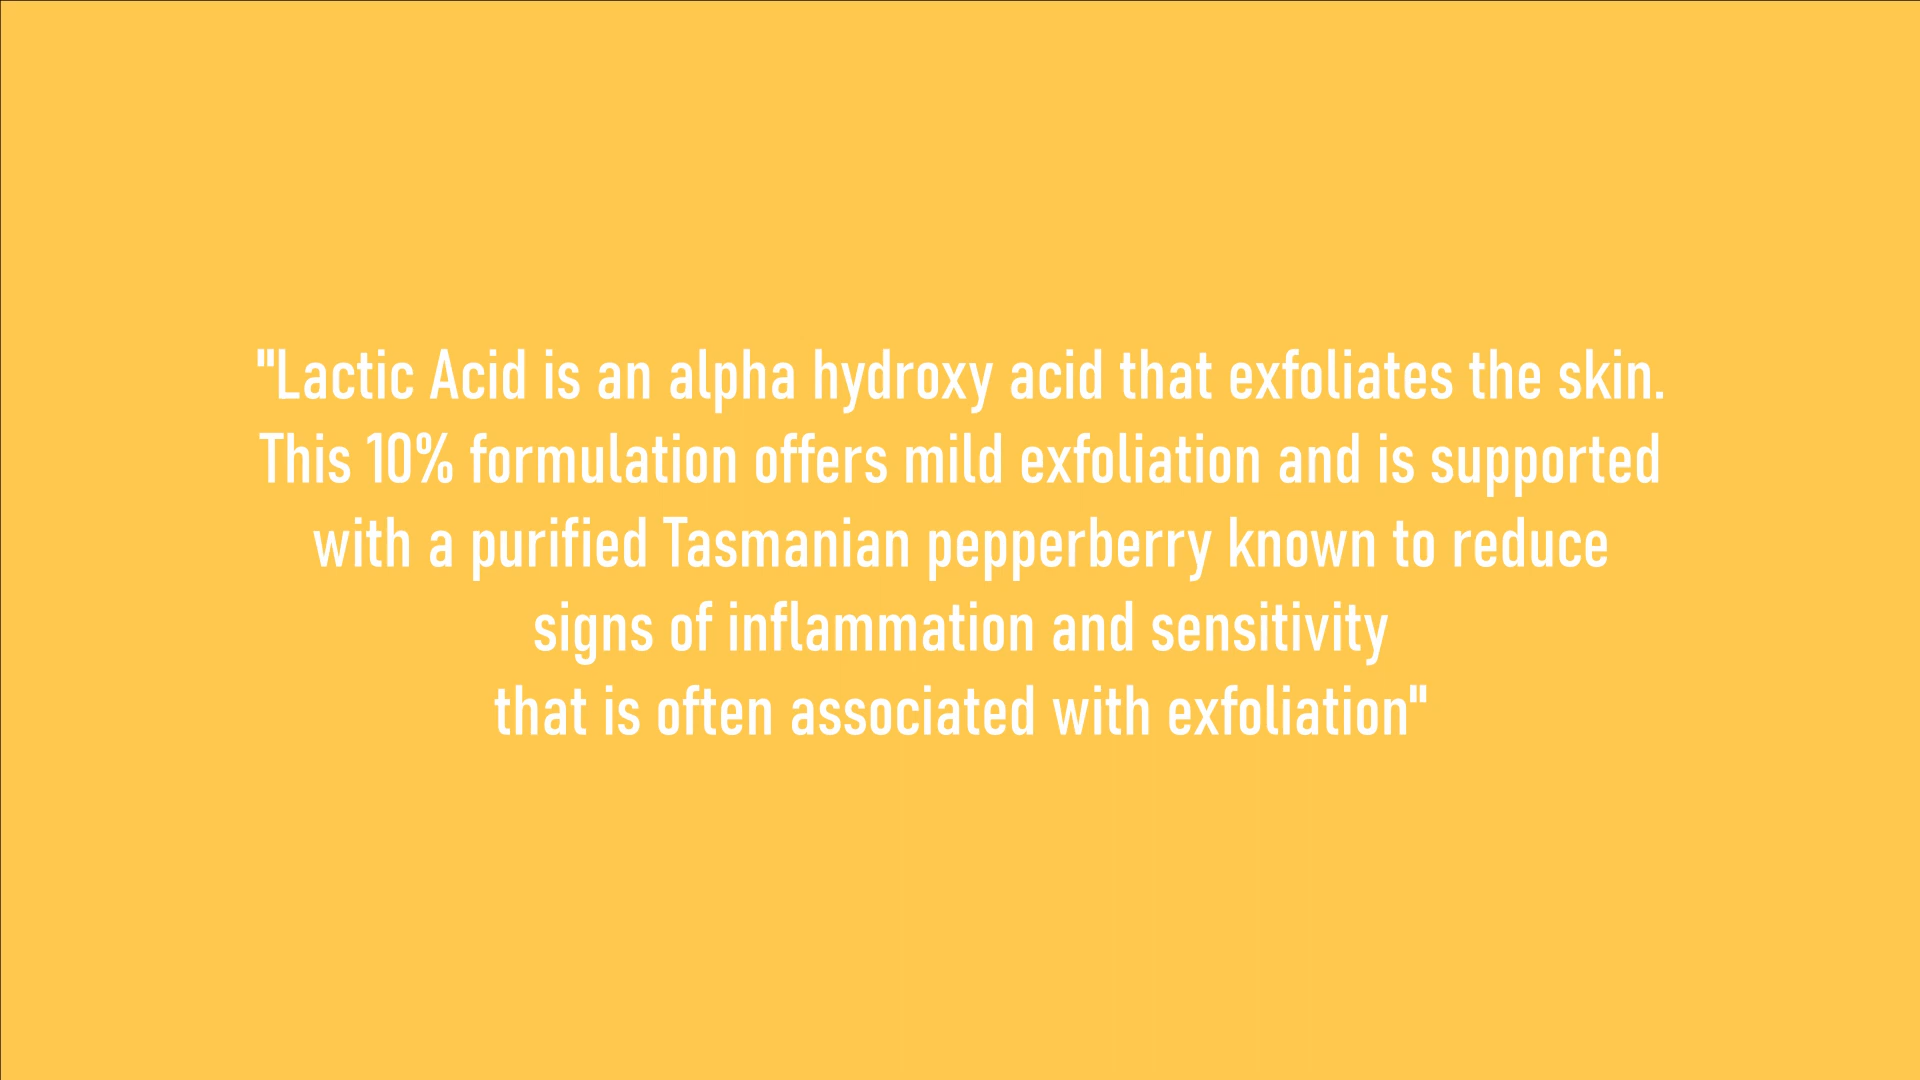 "Lactic Acid is an alpha hydroxy acid that exfoliates the skin.
This 10% formulation offers mild exfoliation and is supported
with a purified Tasmanian pepperberry known to reduce
signs of inflammation and sensitivity
that is often associated with exfoliation"